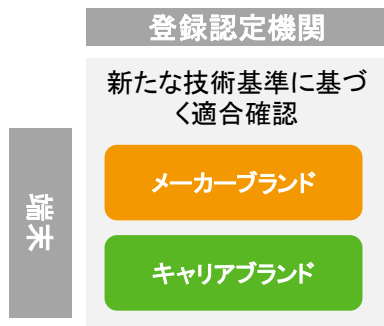 登録認定機関
新たな技術基準に基づ
く適合確認
端末
メーカーブランド
キャリアブランド